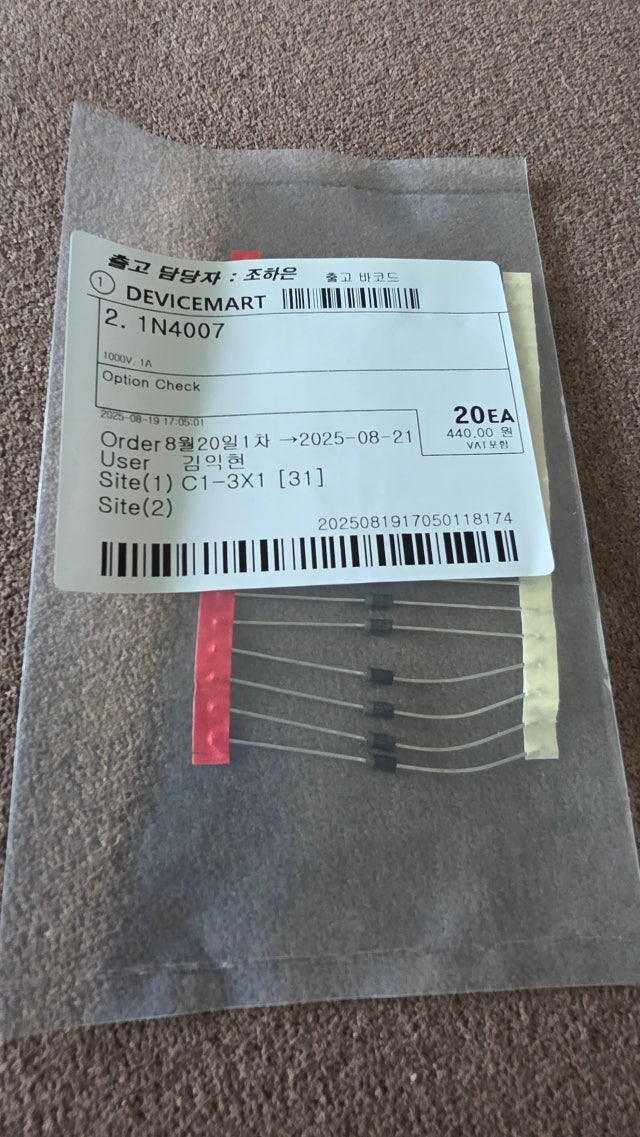 출고 담당자 : 조하은 출고 바코드
① DEVICEMART
2. 1N4007
1000V, 1A
Option Check
2025-08-19 17:05:01
20EA
440.00 원
VAT포함
Order 8월20일1차 →2025-08-21
User 김익현
Site(1) C1-3X1 [31]
Site(2)
2025081917050118174